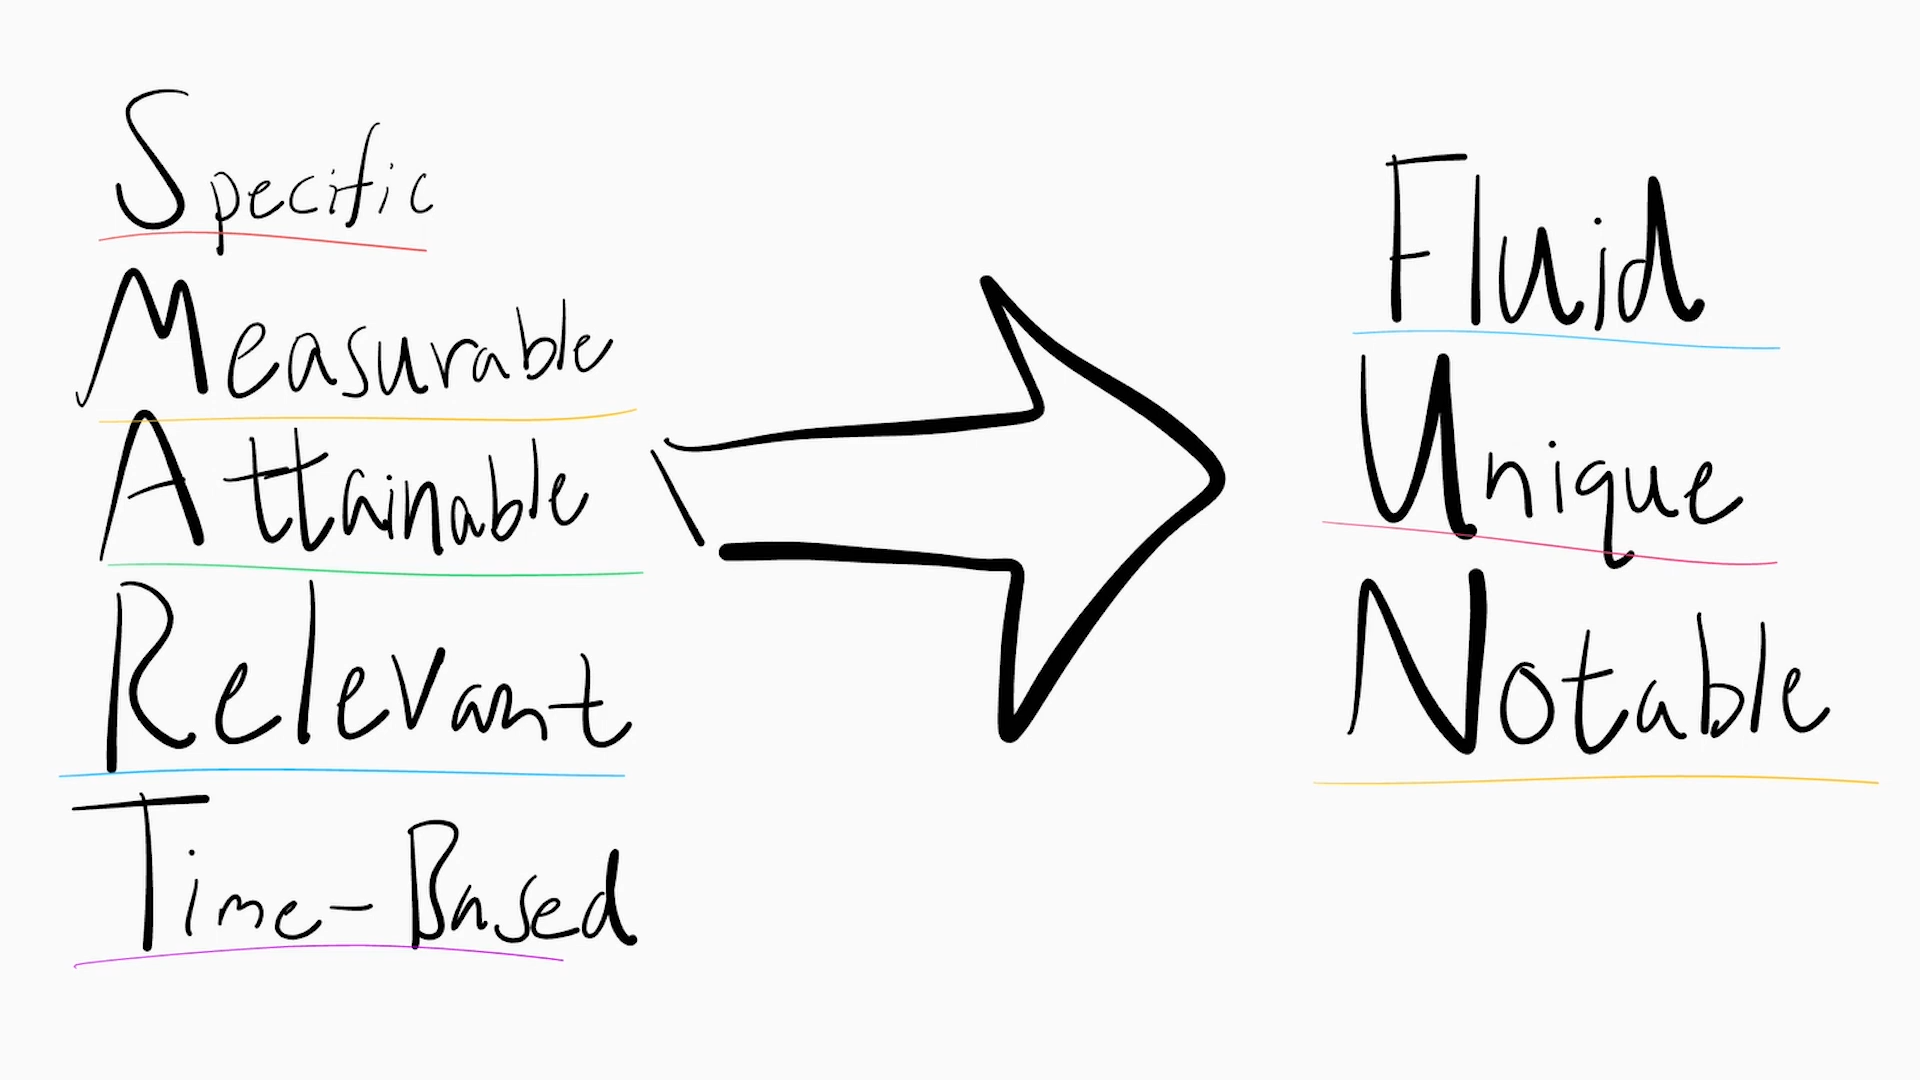 Specific
Measurable
Attainable
Relevant
Time-Based
Fluid
Unique
Notable